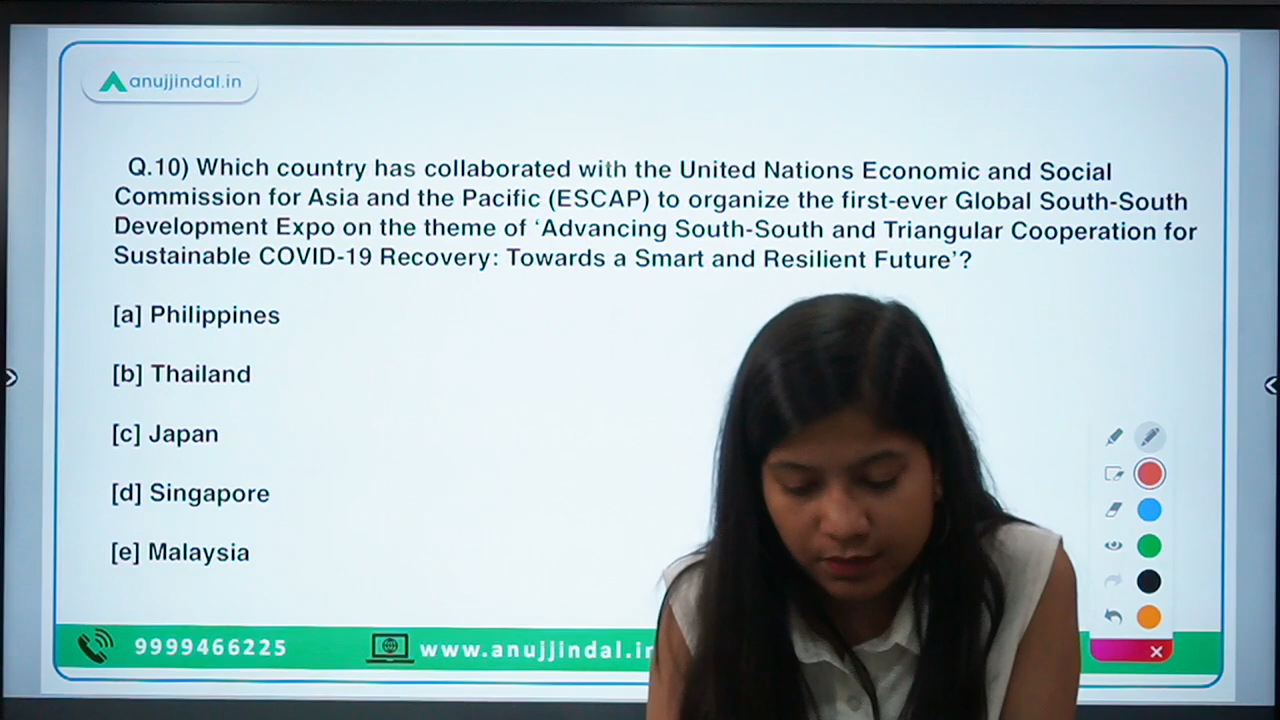 anujjindal.in
Q.10) Which country has collaborated with the United Nations Economic and Social
Commission for Asia and the Pacific (ESCAP) to organize the first-ever Global South-South
Development Expo on the theme of ‘Advancing South-South and Triangular Cooperation for
Sustainable COVID-19 Recovery: Towards a Smart and Resilient Future’?
[a] Philippines
[b] Thailand
[c] Japan
[d] Singapore
[e] Malaysia
9999466225
www.anujjindal.in